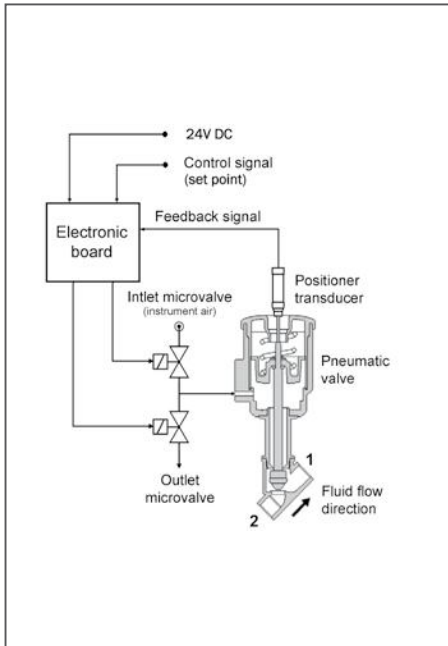 24V DC
Control signal
(set point)
Feedback signal
Electronic
board
Positioner
transducer
Intlet microvalve
(instrument air)
Pneumatic
valve
1
Outlet
microvalve
2
Fluid flow
direction